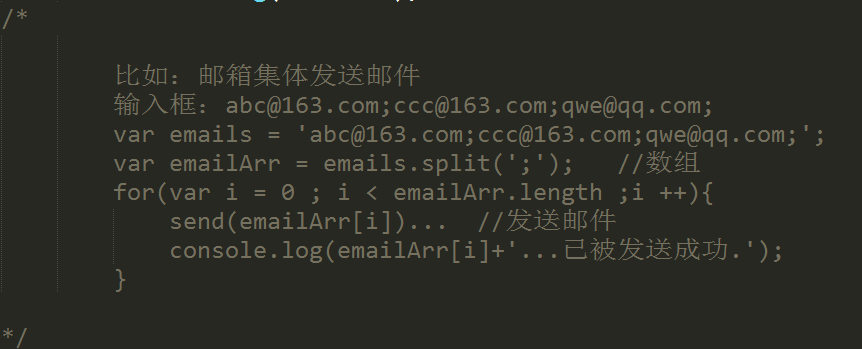 /*
比如：邮箱集体发送邮件
输入框：abc@163.com;ccc@163.com;qwe@qq.com;
var emails = 'abc@163.com;ccc@163.com;qwe@qq.com;';
var emailArr = emails.split(';');   //数组
for(var i = 0 ; i < emailArr.length ;i ++){
    send(emailArr[i])...  //发送邮件
    console.log(emailArr[i]+'...已被发送成功.');
}
*/